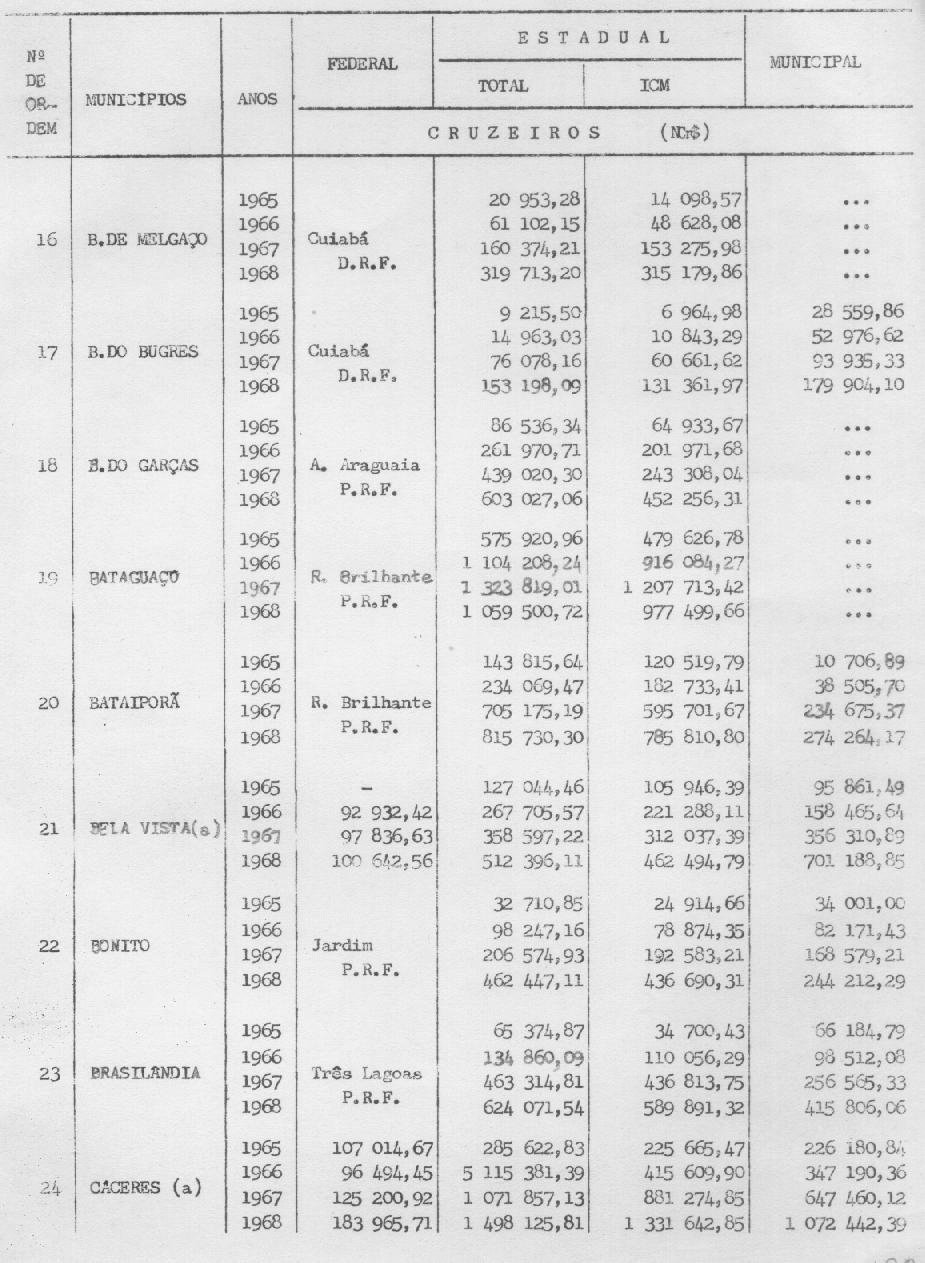 Nº DE OR- DEM MUNICÍPIOS ANOS FEDERAL ESTADUAL MUNICIPAL
TOTAL ICM
CRUZEIROS (NCr$)
1965 20 953,28 14 098,57 ...
1966 61 102,15 48 628,08 ...
16 B.DE MELGAÇO Cuiabá
1967 160 374,21 153 275,98 ...
D.R.F.
1968 319 713,20 315 179,86 ...
1965 9 215,50 6 964,98 28 559,86
1966 14 963,03 10 843,29 52 976,62
17 B.DO BUGRES Cuiabá
1967 76 078,16 60 661,62 93 935,33
D.R.F.
1968 153 198,09 131 361,97 179 904,10
1965 86 536,34 64 933,67 ...
1966 261 970,71 201 971,68 ...
18 B.DO GARÇAS A. Araguaia
1967 439 020,30 243 308,04 ...
P.R.F.
1968 603 027,06 452 256,31 ...
1965 575 920,96 479 626,78 ...
1966 1 104 208,24 916 084,27 ...
19 BATAGUAÇO R. Brilhante
1967 1 323 819,01 1 207 713,42 ...
P.R.F.
1968 1 059 500,72 977 499,66 ...
1965 143 815,64 120 519,79 10 706,89
1966 234 069,47 182 733,41 38 505,70
20 BATAIPORÃ R. Brilhante
1967 705 175,19 595 701,67 234 675,37
P.R.F.
1968 815 730,30 785 810,80 274 264,17
1965 - 127 044,46 105 946,39 95 861,49
1966 92 932,42 267 705,57 221 288,11 158 465,64
21 BELA VISTA(a)
1967 97 836,63 358 597,22 312 037,39 356 310,89
1968 100 642,56 512 396,11 462 494,79 701 188,85
1965 32 710,85 24 914,66 34 001,00
1966 98 247,16 78 874,35 82 171,43
22 BONITO Jardim
1967 206 574,93 192 583,21 168 579,21
P.R.F.
1968 462 447,11 436 690,31 244 212,29
1965 65 374,87 34 700,43 66 184,79
1966 134 860,09 110 056,29 98 512,08
23 BRASILANDIA Três Lagoas
1967 463 314,81 436 813,75 256 565,33
P.R.F.
1968 624 071,54 589 891,32 415 806,06
1965 107 014,67 285 622,83 225 665,47 226 180,84
1966 96 494,45 5 115 381,39 415 609,90 347 190,36
24 CÁCERES (a)
1967 125 200,92 1 071 857,13 881 274,85 647 460,12
1968 183 965,71 1 498 125,81 1 331 642,85 1 072 442,39